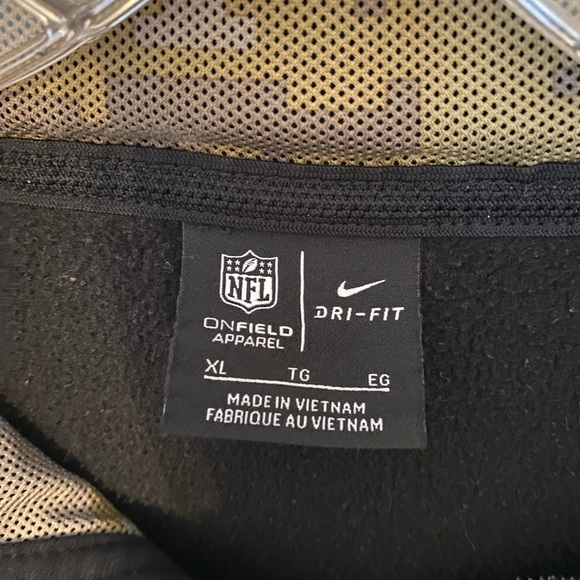 NFL
ONFIELD
APPAREL
DRI-FIT
XL TG EG
MADE IN VIETNAM
FABRIQUE AU VIETNAM